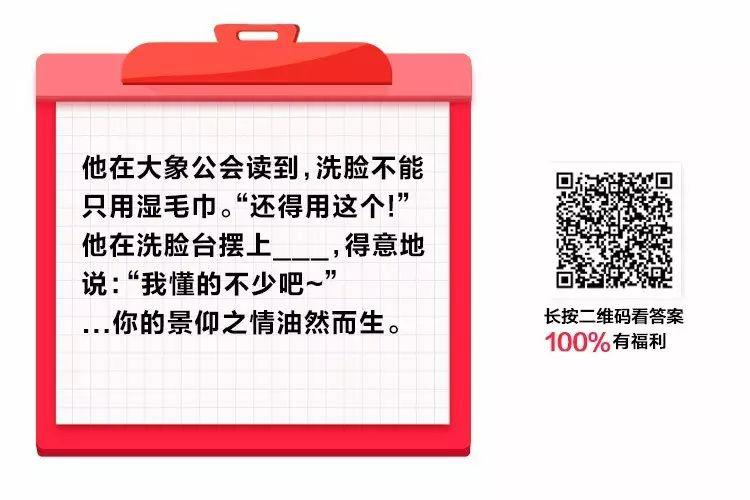 他在大象公会读到,洗脸不能
只用湿毛巾。“还得用这个!”
他在洗脸台摆上___,得意地
说:“我懂的不少吧~”
...你的景仰之情油然而生。
长按二维码看答案
100%有福利